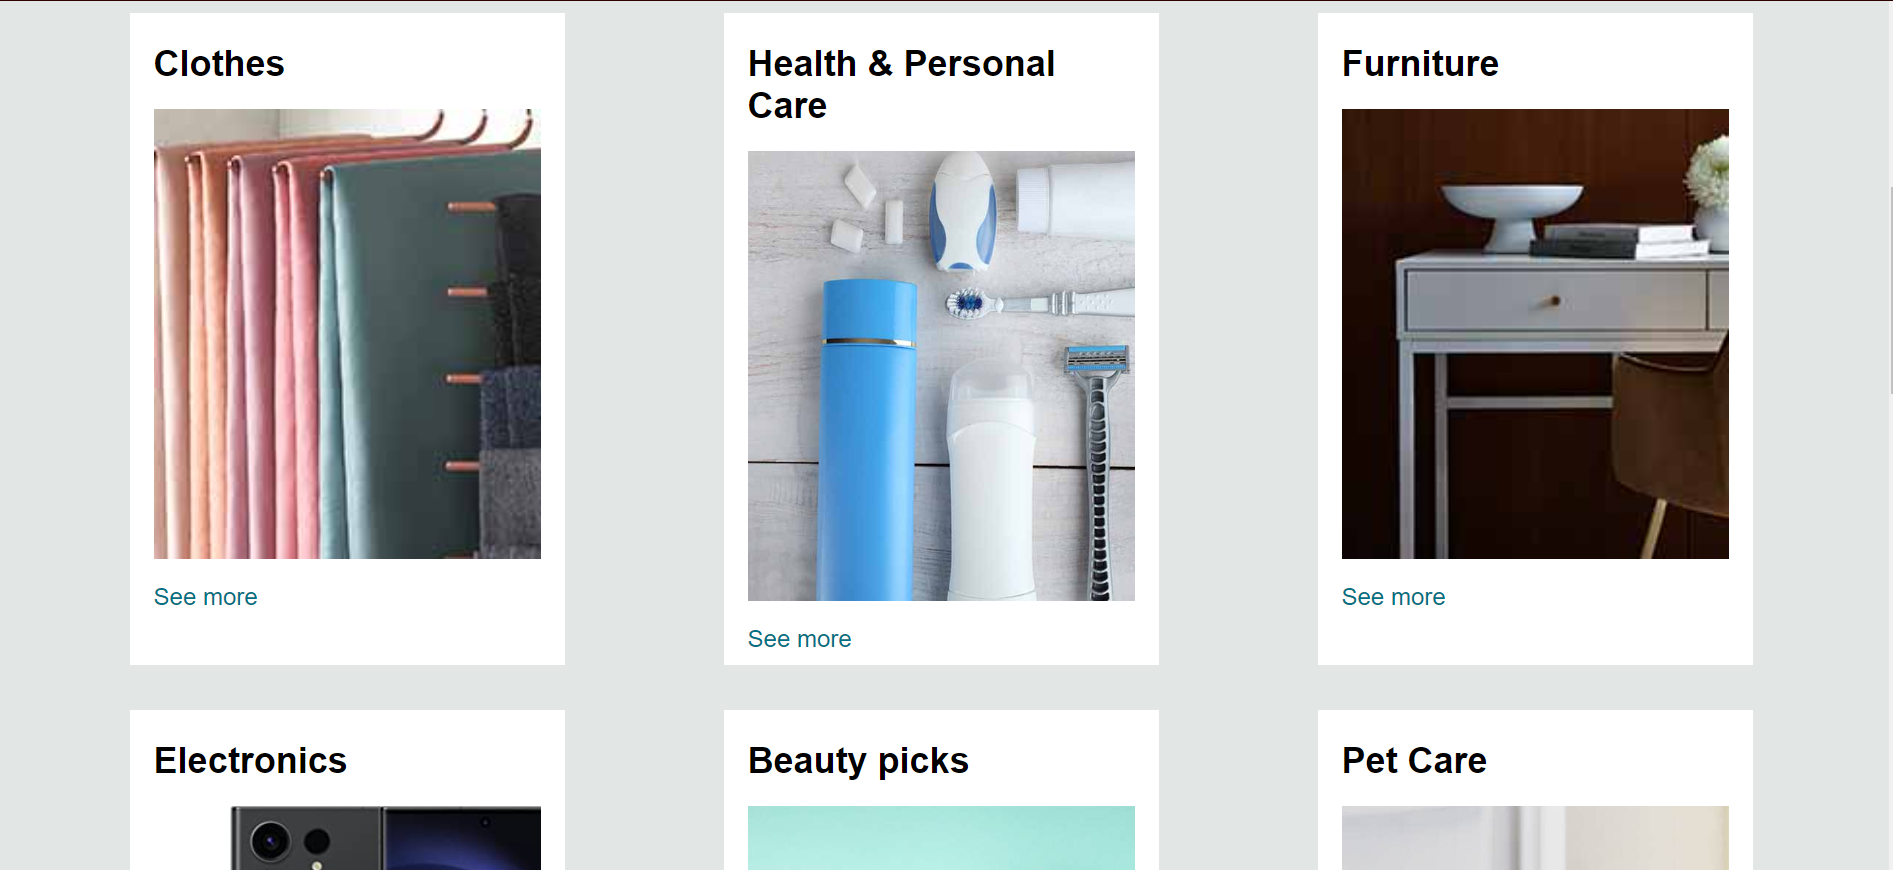 Clothes
Health & Personal
Care
Furniture
See more
See more
See more
Electronics
Beauty picks
Pet Care